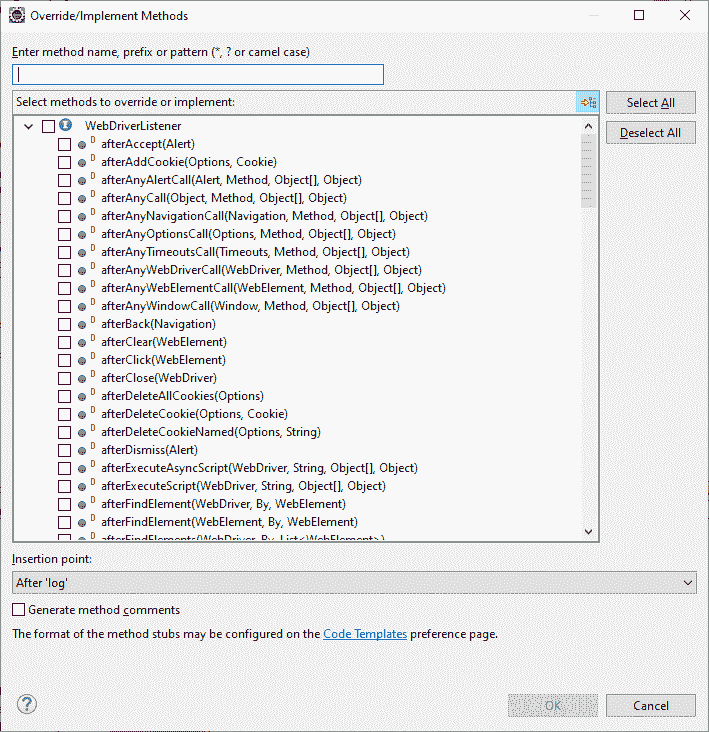 Override/Implement Methods
Enter method name, prefix or pattern (*, ? or camel case)
Select methods to override or implement:
Select All
Deselect All
WebDriverListener
D afterAccept(Alert)
D afterAddCookie(Options, Cookie)
D afterAnyAlertCall(Alert, Method, Object[], Object)
D afterAnyCall(Object, Method, Object[], Object)
D afterAnyNavigationCall(Navigation, Method, Object[], Object)
D afterAnyOptionsCall(Options, Method, Object[], Object)
D afterAnyTimeoutsCall(Timeouts, Method, Object[], Object)
D afterAnyWebDriverCall(WebDriver, Method, Object[], Object)
D afterAnyWebElementCall(WebElement, Method, Object[], Object)
D afterAnyWindowCall(Window, Method, Object[], Object)
D afterBack(Navigation)
D afterClear(WebElement)
D afterClick(WebElement)
D afterClose(WebDriver)
D afterDeleteAllCookies(Options)
D afterDeleteCookie(Options, Cookie)
D afterDeleteCookieNamed(Options, String)
D afterDismiss(Alert)
D afterExecuteAsyncScript(WebDriver, String, Object[], Object)
D afterExecuteScript(WebDriver, String, Object[], Object)
D afterFindElement(WebDriver, By, WebElement)
D afterFindElement(WebElement, By, WebElement)
D afterFindElements(WebDriver, By, List<WebElement>)
Insertion point:
After 'log'
Generate method comments
The format of the method stubs may be configured on the Code Templates preference page.
?
OK
Cancel